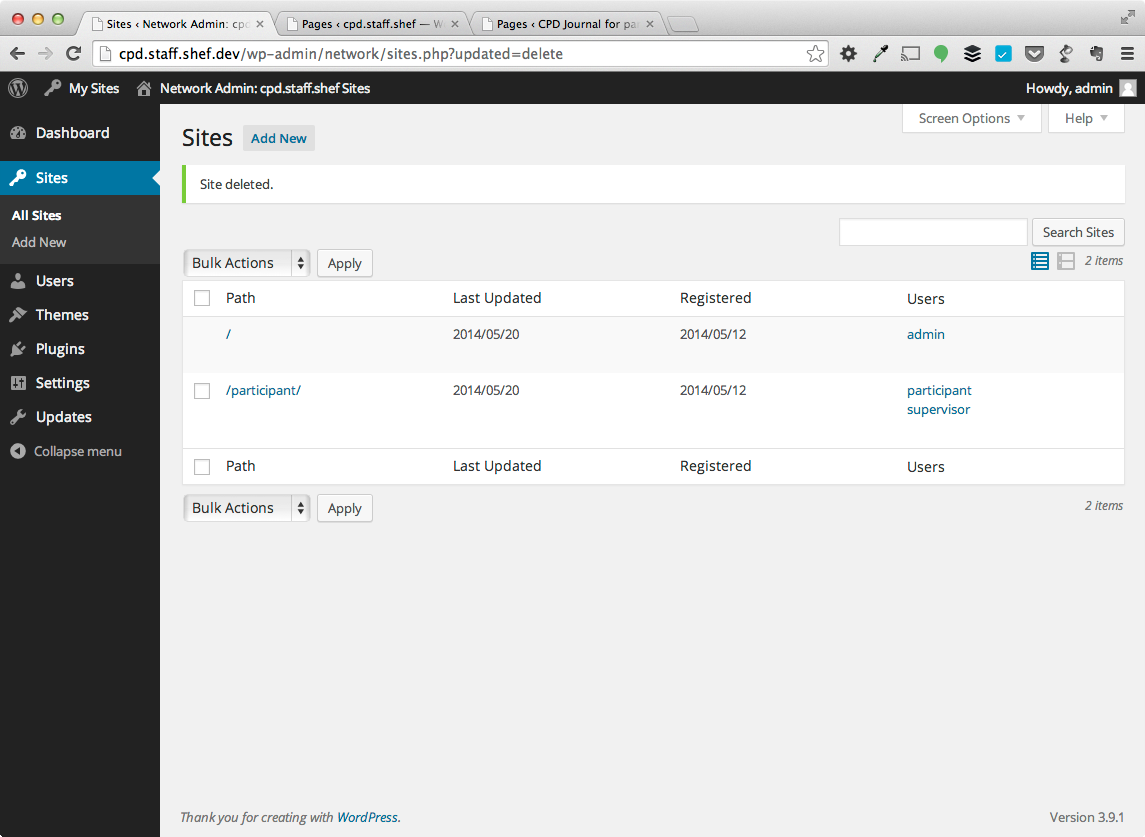 Sites ‹ Network Admin: cpd
Pages ‹ cpd.staff.shef — W
Pages ‹ CPD Journal for pa
cpd.staff.shef.dev/wp-admin/network/sites.php?updated=delete
My Sites
Network Admin: cpd.staff.shef Sites
Howdy, admin
Dashboard
Sites
All Sites
Add New
Users
Themes
Plugins
Settings
Updates
Collapse menu
Screen Options
Help
Sites
Add New
Site deleted.
Search Sites
Bulk Actions
Apply
2 items
Path Last Updated Registered Users
/ 2014/05/20 2014/05/12 admin
/participant/ 2014/05/20 2014/05/12 participant
supervisor
Path Last Updated Registered Users
Bulk Actions
Apply
2 items
Thank you for creating with WordPress.
Version 3.9.1